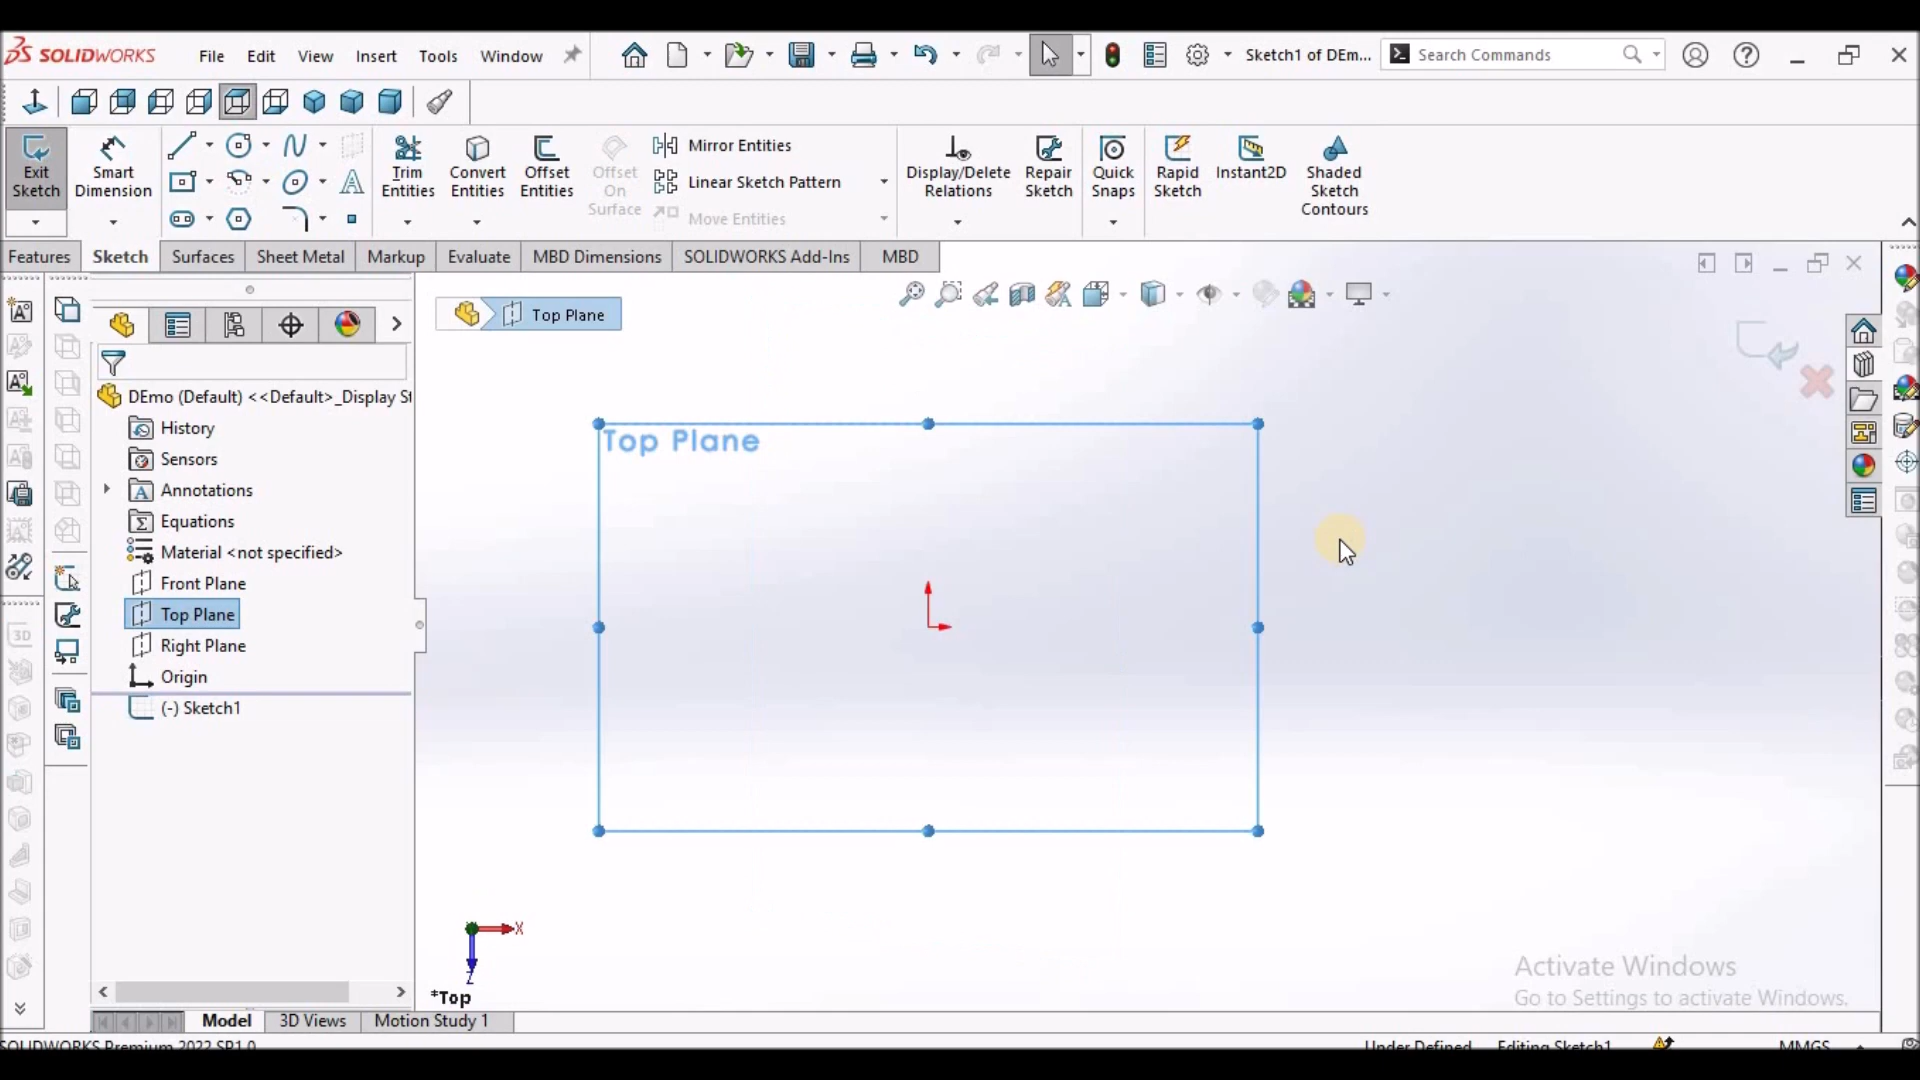 SOLIDWORKS
File Edit View Insert Tools Window
Sketch1 of DEm...
Search Commands
Exit Sketch
Smart Dimension
Trim Entities
Convert Entities
Offset Entities
Offset On Surface
Mirror Entities
Linear Sketch Pattern
Move Entities
Display/Delete Relations
Repair Sketch
Quick Snaps
Rapid Sketch
Instant2D
Shaded Sketch Contours
Features Sketch Surfaces Sheet Metal Markup Evaluate MBD Dimensions SOLIDWORKS Add-Ins MBD
Top Plane
DEmo (Default) <<Default>_Display St
History
Sensors
Annotations
Equations
Material <not specified>
Front Plane
Top Plane
Right Plane
Origin
(-) Sketch1
Top Plane
X
Z
*Top
Activate Windows
Go to Settings to activate Windows.
Model 3D Views Motion Study 1
SOLIDWORKS Premium 2022 SP1.0
Under Defined Editing Sketch1 MMGS